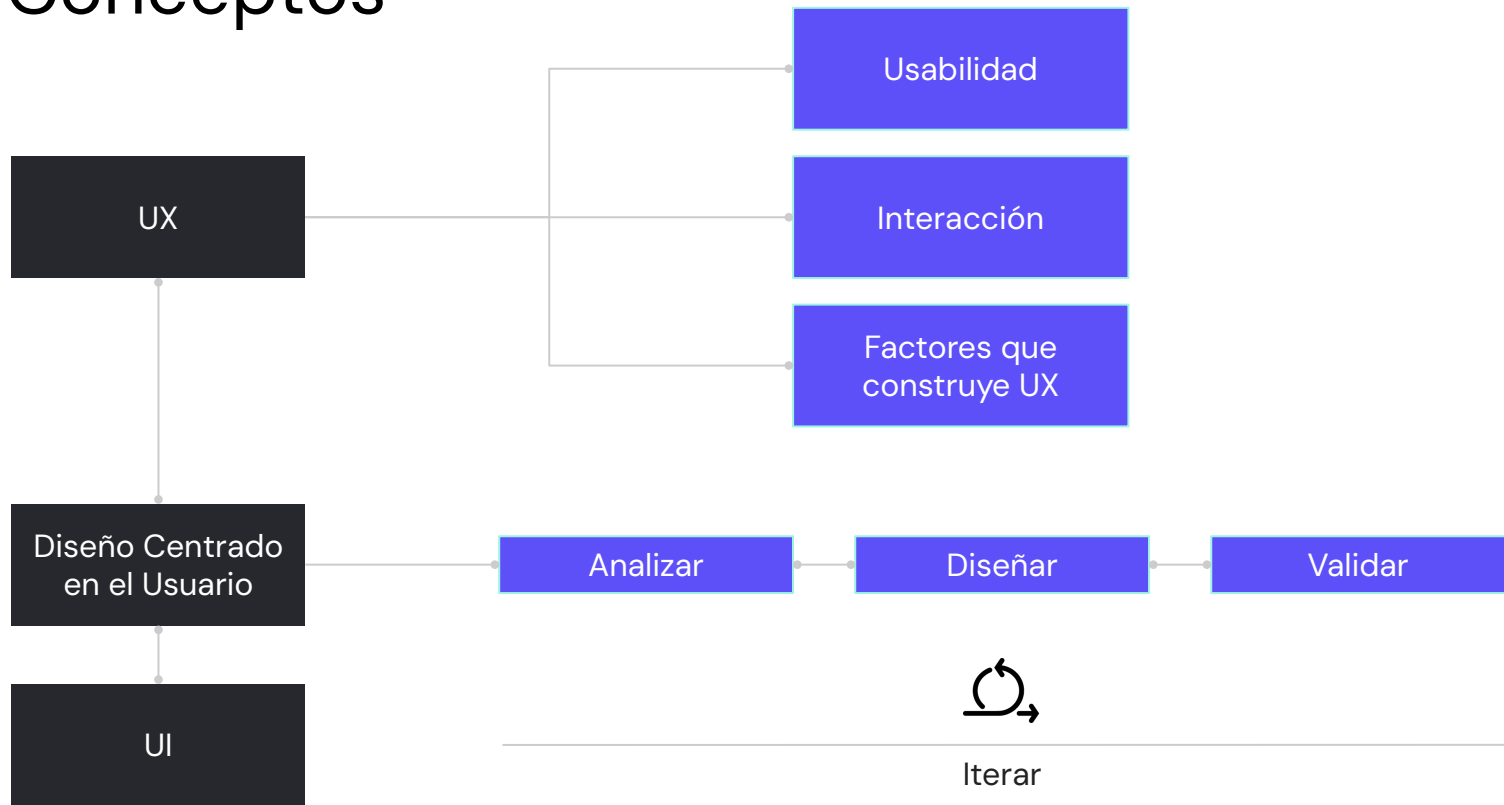 Conceptos
Usabilidad
UX
Interacción
Factores que
construye UX
Diseño Centrado
en el Usuario
Analizar
Diseñar
Validar
UI
Iterar